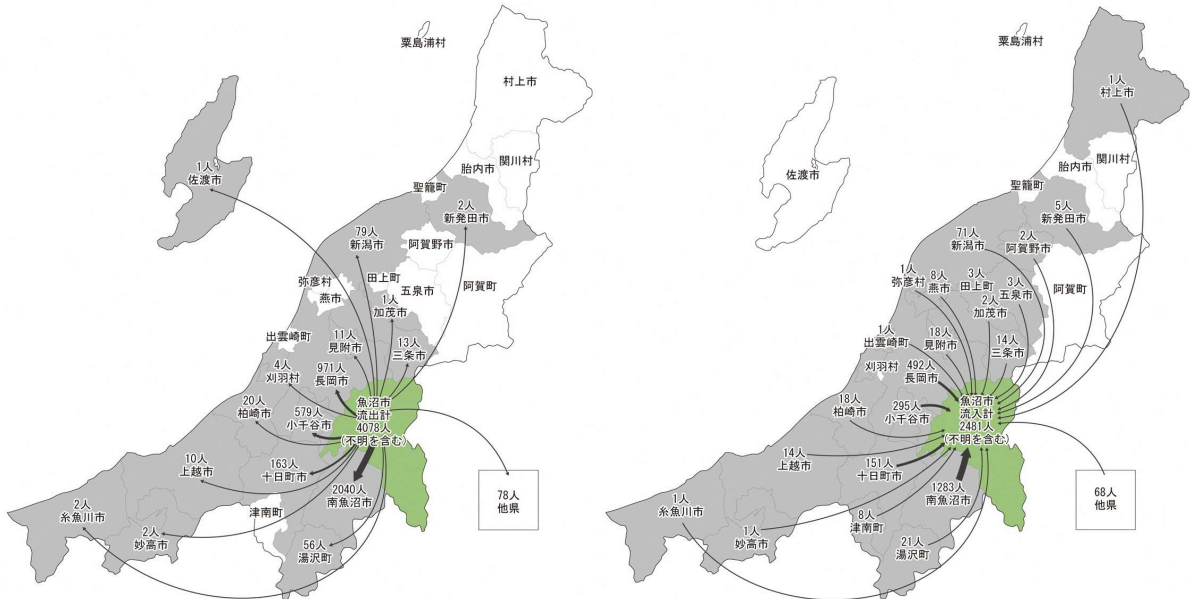 粟島浦村
村上市
関川村
胎内市
1人
佐渡市
聖籠町
2人
新発田市
79人
新潟市
阿賀野市
弥彦村
燕市
田上町
五泉市
阿賀町
1人
加茂市
出雲崎町
11人
見附市
13人
三条市
4人
刈羽村
971人
長岡市
20人
柏崎市
579人
小千谷市
魚沼市
流出計
4078人
(不明を含む)
10人
上越市
163人
十日町市
2040人
南魚沼市
78人
他県
2人
糸魚川市
2人
妙高市
津南町
56人
湯沢町
粟島浦村
1人
村上市
関川村
胎内市
佐渡市
聖籠町
5人
新発田市
71人
新潟市
2人
阿賀野市
1人
弥彦村
8人
燕市
3人
田上町
3人
五泉市
阿賀町
2人
加茂市
1人
出雲崎町
18人
見附市
14人
三条市
刈羽村
492人
長岡市
18人
柏崎市
295人
小千谷市
魚沼市
流入計
2481人
(不明を含む)
14人
上越市
151人
十日町市
1283人
南魚沼市
68人
他県
1人
糸魚川市
1人
妙高市
8人
津南町
21人
湯沢町